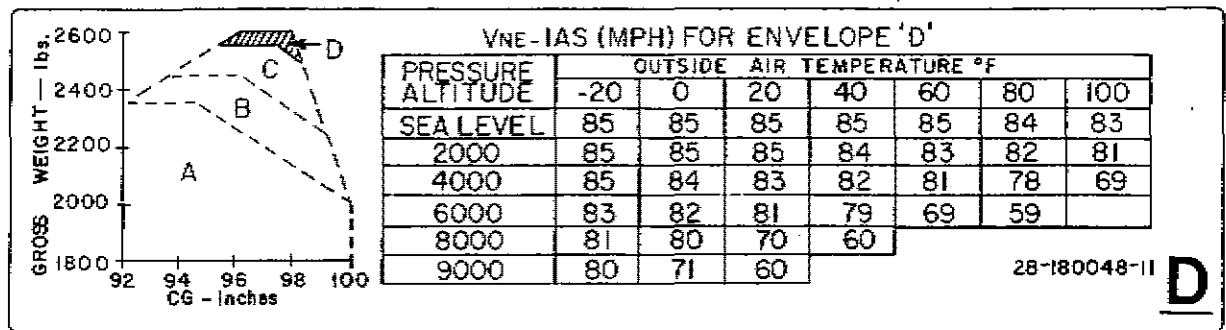 VNE-IAS (MPH) FOR ENVELOPE 'D'
PRESSURE ALTITUDE
OUTSIDE AIR TEMPERATURE °F
-20 0 20 40 60 80 100
SEA LEVEL 85 85 85 85 85 84 83
2000 85 85 85 84 83 82 81
4000 85 84 83 82 81 78 69
6000 83 82 81 79 69 59
8000 81 80 70 60
9000 80 71 60
GROSS WEIGHT — lbs.
2600
2400
2200
2000
1800
92 94 96 98 100
CG - Inches
A
B
C
D
28-180048-11
D